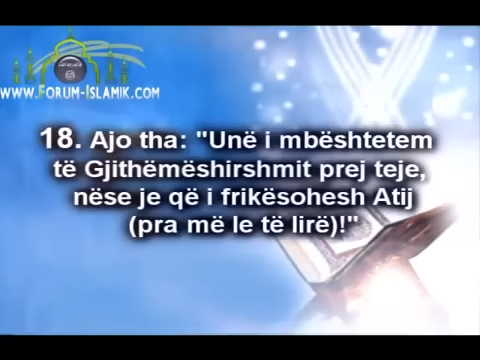 www.Forum-Islamik.com
18. Ajo tha: "Unë i mbështetem
të Gjithëmëshirshmit prej teje,
nëse je që i frikësohesh Atij
(pra më le të lirë)!"